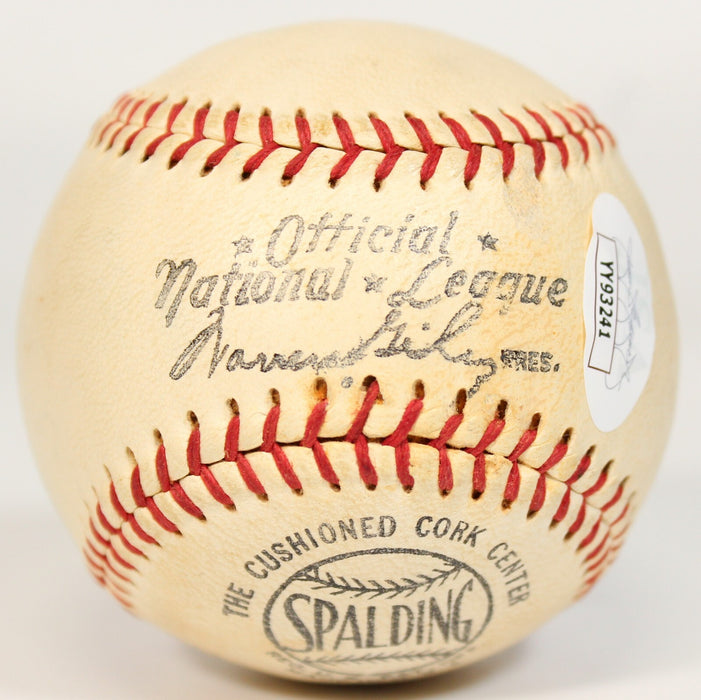 Official
National League
Warren Giles PRES.
YY93241
THE CUSHIONED CORK CENTER
SPALDING